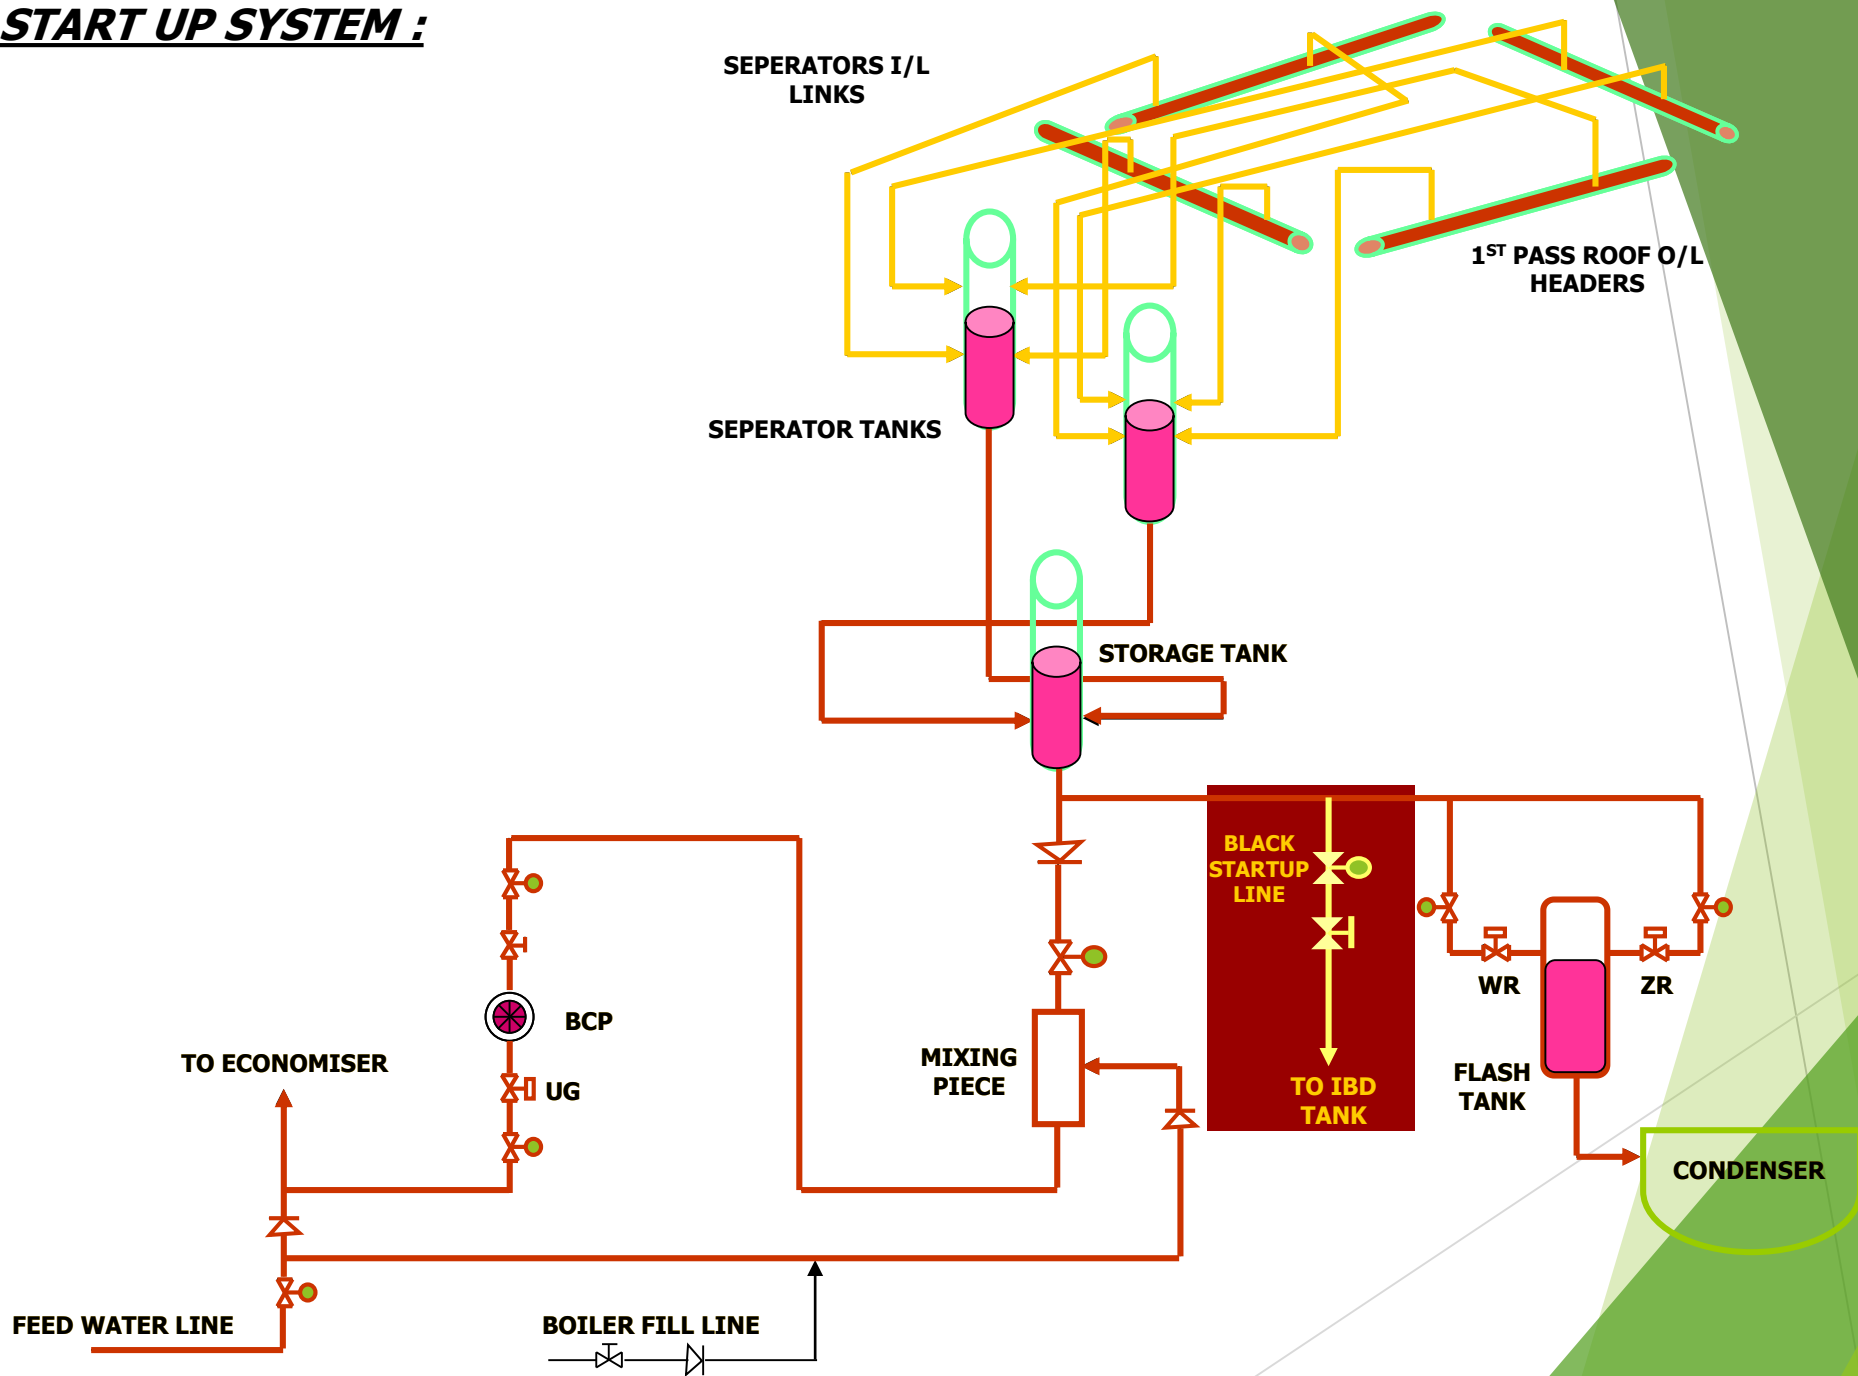 START UP SYSTEM :
SEPERATORS I/L
LINKS
1ST PASS ROOF O/L
HEADERS
SEPERATOR TANKS
STORAGE TANK
BLACK
STARTUP
LINE
WR
ZR
BCP
TO ECONOMISER
MIXING
PIECE
UG
FLASH
TANK
TO IBD
TANK
CONDENSER
FEED WATER LINE
BOILER FILL LINE